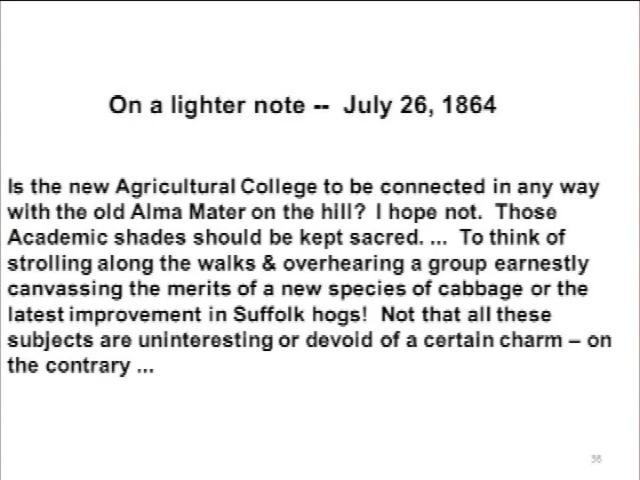 On a lighter note -- July 26, 1864
Is the new Agricultural College to be connected in any way
with the old Alma Mater on the hill? I hope not. Those
Academic shades should be kept sacred. ... To think of
strolling along the walks & overhearing a group earnestly
canvassing the merits of a new species of cabbage or the
latest improvement in Suffolk hogs! Not that all these
subjects are uninteresting or devoid of a certain charm – on
the contrary ...